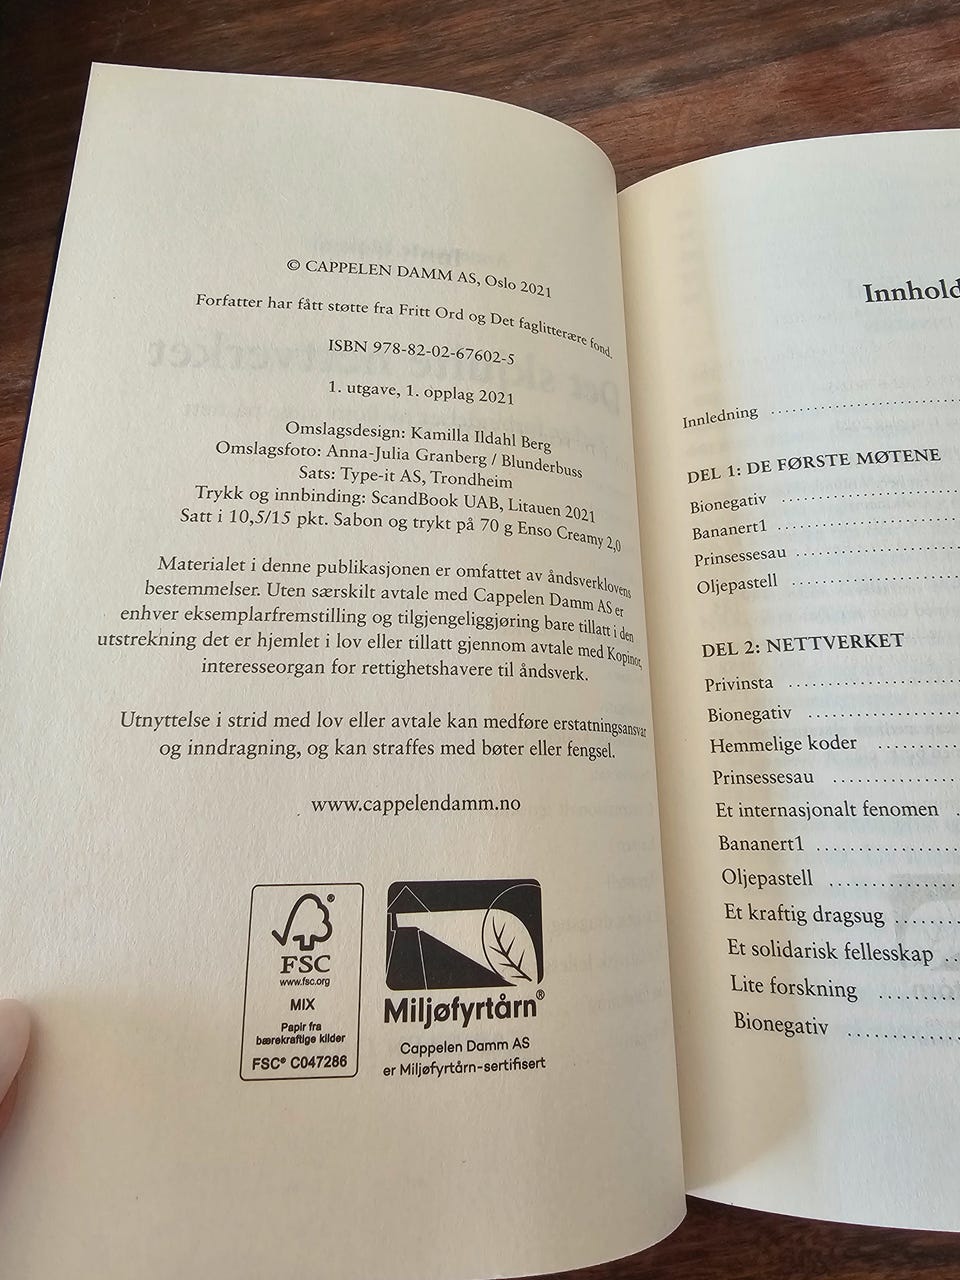 © CAPPELEN DAMM AS, Oslo 2021
Forfatter har fått støtte fra Fritt Ord og Det faglitterære fond.
ISBN 978-82-02-67602-5
1. utgave, 1. opplag 2021
Omslagsdesign: Kamilla Ildahl Berg
Omslagsfoto: Anna-Julia Granberg / Blunderbuss
Sats: Type-it AS, Trondheim
Trykk og innbinding: ScandBook UAB, Litauen 2021
Satt i 10,5/15 pkt. Sabon og trykt på 70 g Enso Creamy 2,0
Materialet i denne publikasjonen er omfattet av åndsverklovens
bestemmelser. Uten særskilt avtale med Cappelen Damm AS er
enhver eksemplarfremstilling og tilgjengeliggjøring bare tillatt i den
utstrekning det er hjemlet i lov eller tillatt gjennom avtale med Kopinor,
interesseorgan for rettighetshavere til åndsverk.
Utnyttelse i strid med lov eller avtale kan medføre erstatningsansvar
og inndragning, og kan straffes med bøter eller fengsel.
www.cappelendamm.no
FSC
www.fsc.org
MIX
Papir fra
bærekraftige kilder
FSC® C047286
Miljøfyrtårn®
Cappelen Damm AS
er Miljøfyrtårn-sertifisert
Innhold
Innledning
DEL 1: DE FØRSTE MØTENE
Bionegativ
Bananert1
Prinsessesau
Oljepastell
DEL 2: NETTVERKET
Privinsta
Bionegativ
Hemmelige koder
Prinsessesau
Et internasjonalt fenomen
Bananert1
Oljepastell
Et kraftig dragsug
Et solidarisk fellesskap
Lite forskning
Bionegativ